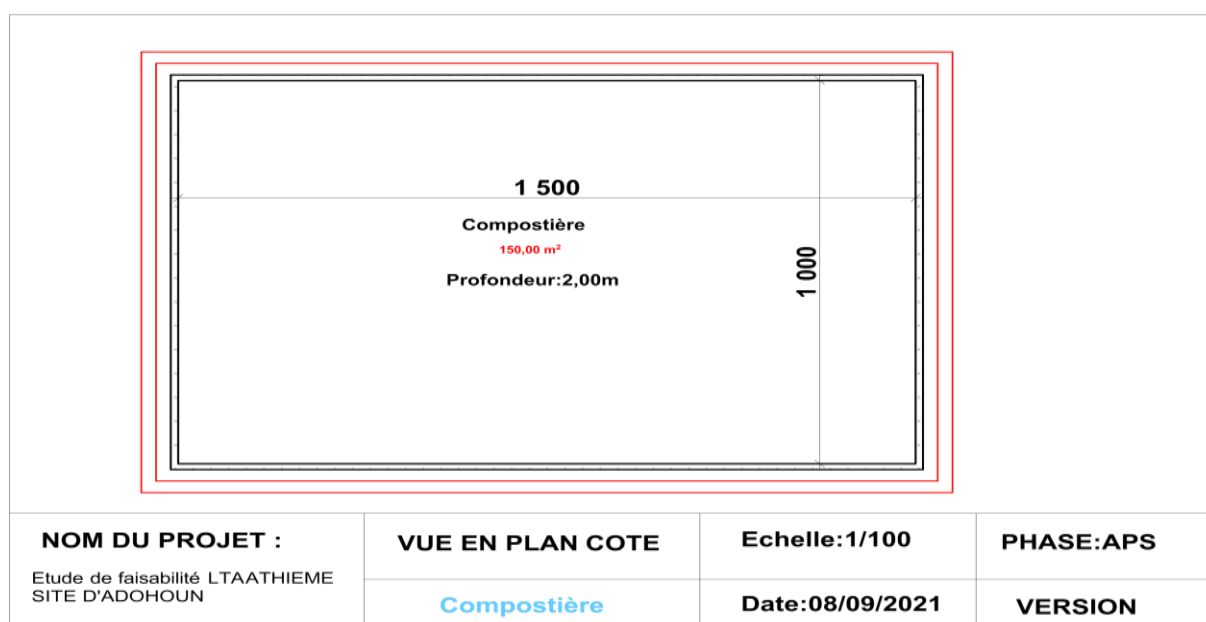 1 500
Compostière
150,00 m²
Profondeur:2,00m
1 000
NOM DU PROJET :
Etude de faisabilité LTAATHIEME
SITE D'ADOHOUN
VUE EN PLAN COTE
Compostière
Echelle:1/100
Date:08/09/2021
PHASE:APS
VERSION